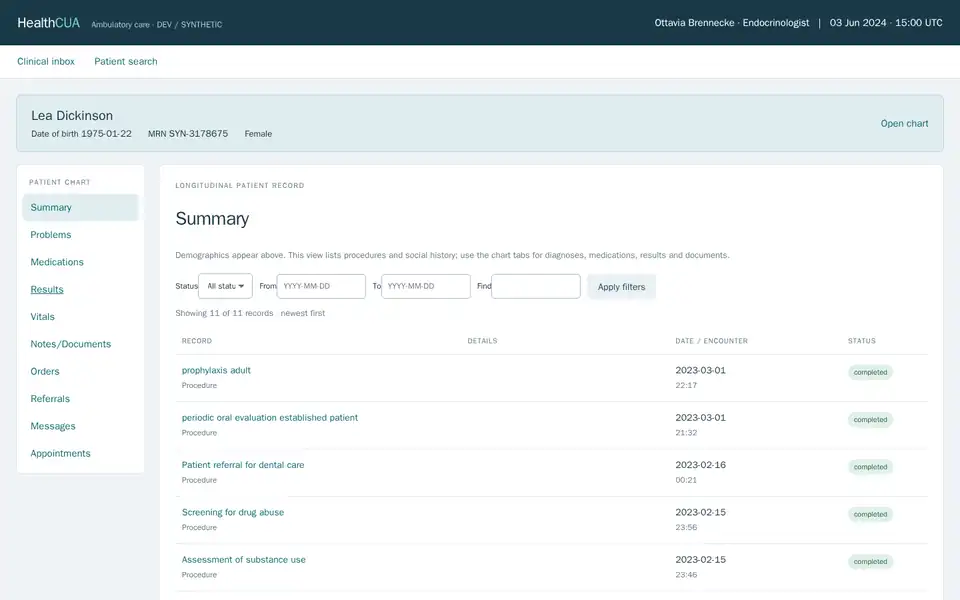 HealthCUA Ambulatory care · DEV / SYNTHETIC
Ottavia Brennecke · Endocrinologist | 03 Jun 2024 · 15:00 UTC
Clinical inbox Patient search
Lea Dickinson
Date of birth 1975-01-22 MRN SYN-3178675 Female
Open chart
PATIENT CHART
Summary
Problems
Medications
Results
Vitals
Notes/Documents
Orders
Referrals
Messages
Appointments
LONGITUDINAL PATIENT RECORD
Summary
Demographics appear above. This view lists procedures and social history; use the chart tabs for diagnoses, medications, results and documents.
Status All statu From YYYY-MM-DD To YYYY-MM-DD Find Apply filters
Showing 11 of 11 records newest first
RECORD DETAILS DATE / ENCOUNTER STATUS
prophylaxis adult 2023-03-01 completed
Procedure 22:17
periodic oral evaluation established patient 2023-03-01 completed
Procedure 21:32
Patient referral for dental care 2023-02-16 completed
Procedure 00:21
Screening for drug abuse 2023-02-15 completed
Procedure 23:56
Assessment of substance use 2023-02-15 completed
Procedure 23:46